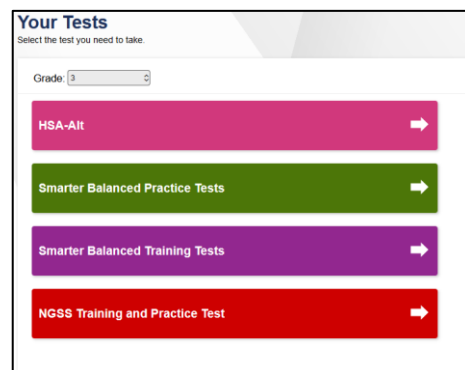 Your Tests
Select the test you need to take.
Grade: 3
HSA-Alt
Smarter Balanced Practice Tests
Smarter Balanced Training Tests
NGSS Training and Practice Test